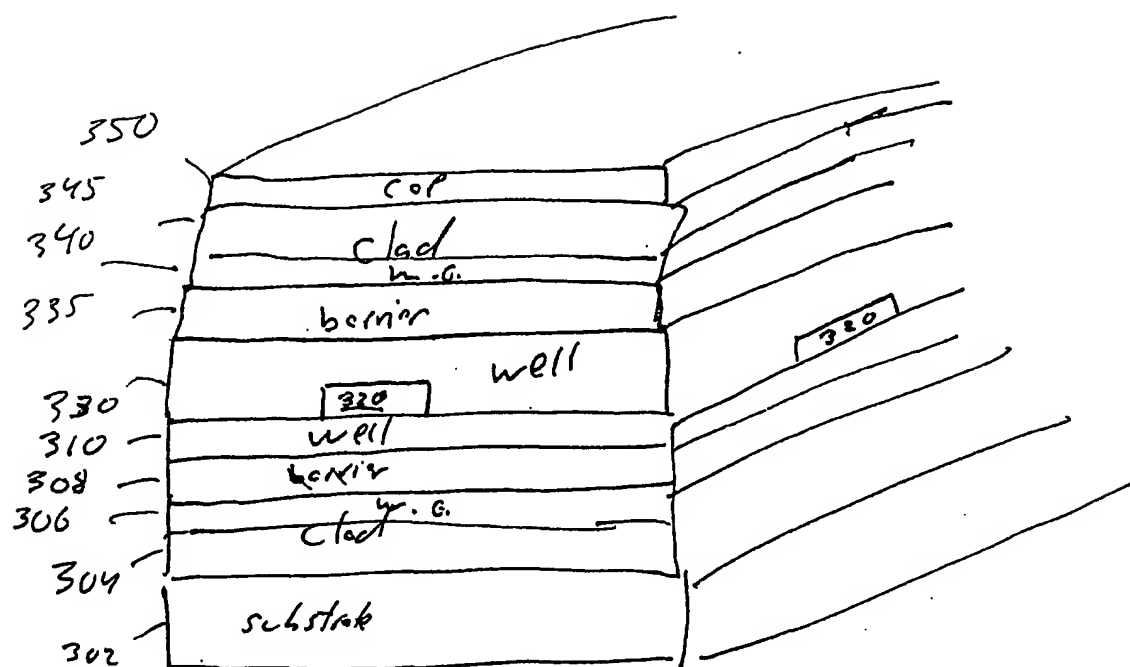 350
345
cap
340
clad
w.G.
335
barrier
320
well
330
320
310
well
308
barrier
306
w.G.
clad
304
substrate
302